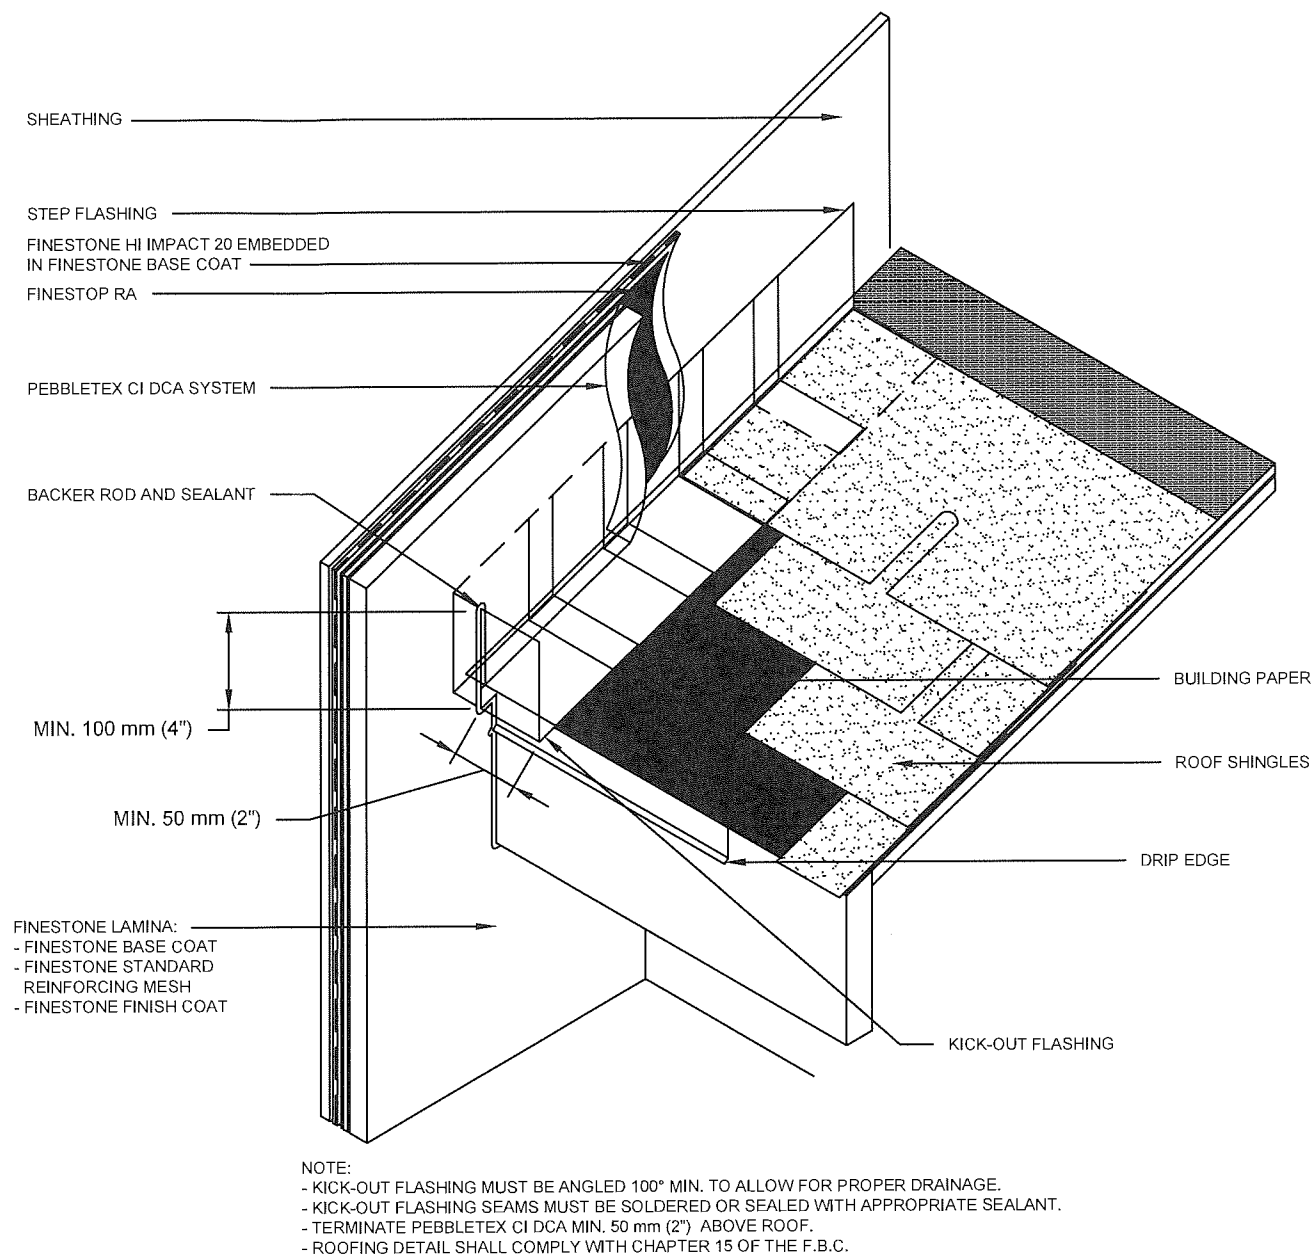 SHEATHING
STEP FLASHING
FINESTONE HI IMPACT 20 EMBEDDED
IN FINESTONE BASE COAT
FINESTOP RA
PEBBLETEX CI DCA SYSTEM
BACKER ROD AND SEALANT
MIN. 100 mm (4")
MIN. 50 mm (2")
BUILDING PAPER
ROOF SHINGLES
DRIP EDGE
FINESTONE LAMINA:
- FINESTONE BASE COAT
- FINESTONE STANDARD
REINFORCING MESH
- FINESTONE FINISH COAT
KICK-OUT FLASHING
NOTE:
- KICK-OUT FLASHING MUST BE ANGLED 100° MIN. TO ALLOW FOR PROPER DRAINAGE.
- KICK-OUT FLASHING SEAMS MUST BE SOLDERED OR SEALED WITH APPROPRIATE SEALANT.
- TERMINATE PEBBLETEX CI DCA MIN. 50 mm (2") ABOVE ROOF.
- ROOFING DETAIL SHALL COMPLY WITH CHAPTER 15 OF THE F.B.C.